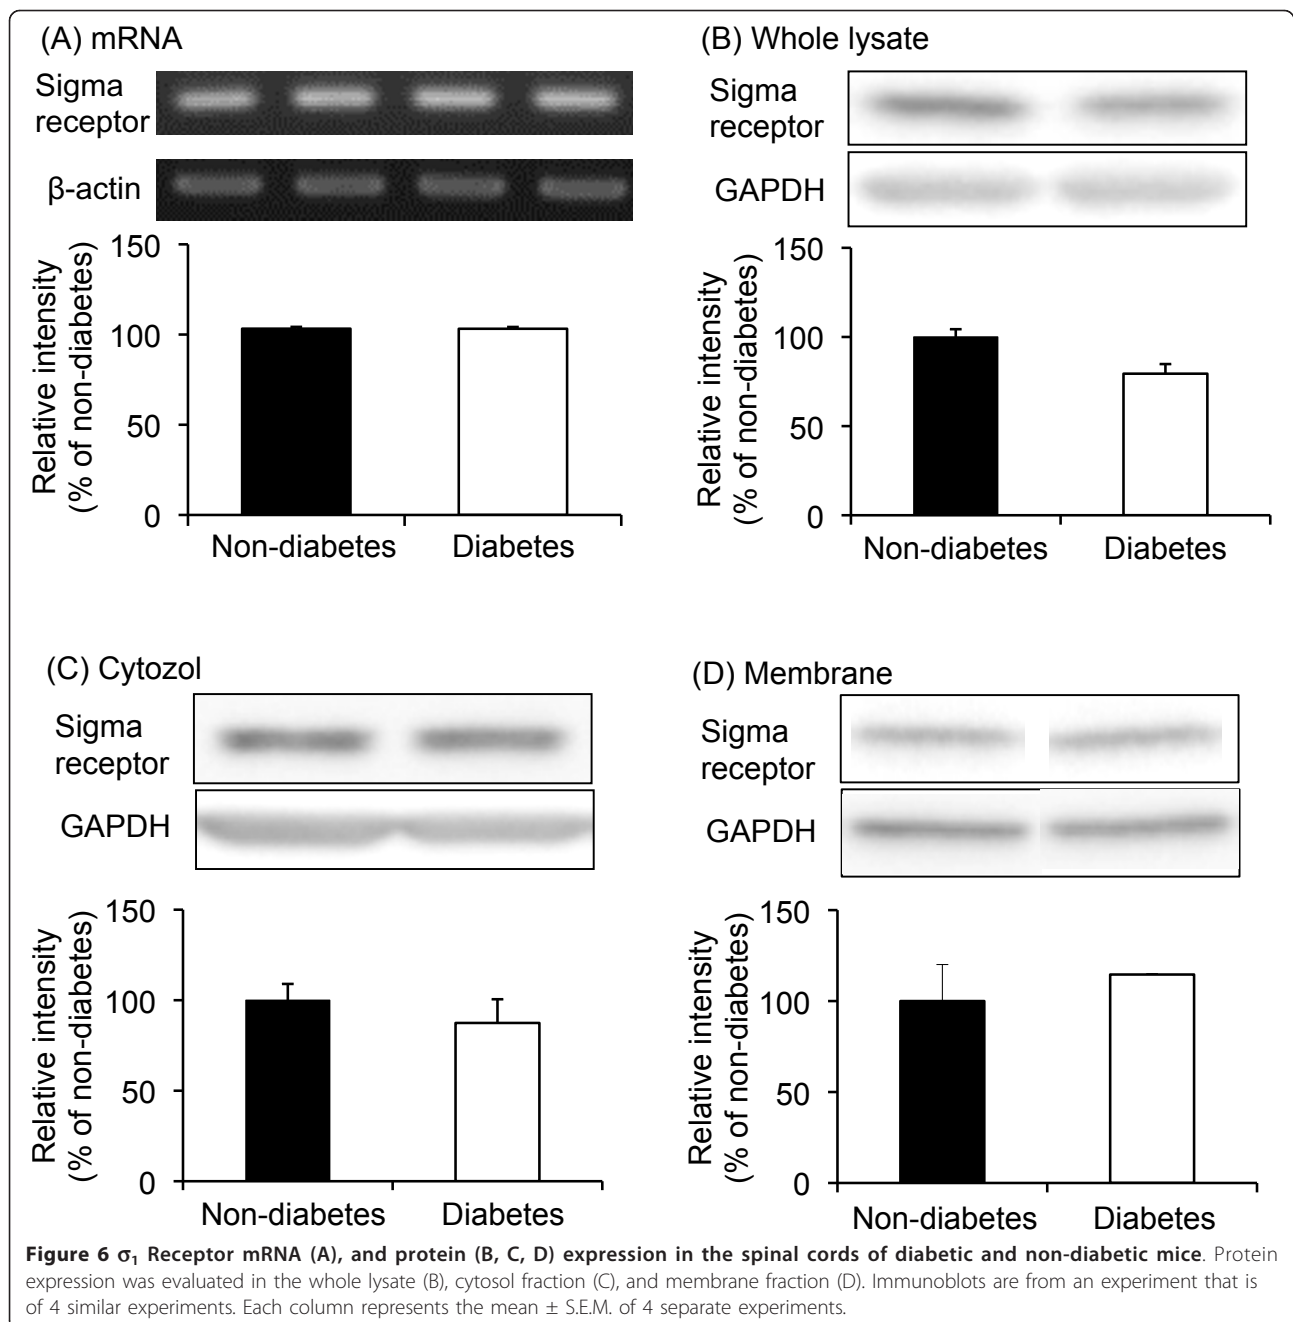 (A) mRNA
Sigma
receptor
β-actin
150
100
50
0
Relative intensity
(% of non-diabetes)
Non-diabetes Diabetes
(B) Whole lysate
Sigma
receptor
GAPDH
150
100
50
0
Relative intensity
(% of non-diabetes)
Non-diabetes Diabetes
(C) Cytozol
Sigma
receptor
GAPDH
150
100
50
0
Relative intensity
(% of non-diabetes)
Non-diabetes Diabetes
(D) Membrane
Sigma
receptor
GAPDH
150
100
50
0
Relative intensity
(% of non-diabetes)
Non-diabetes Diabetes
Figure 6 σ₁ Receptor mRNA (A), and protein (B, C, D) expression in the spinal cords of diabetic and non-diabetic mice. Protein
expression was evaluated in the whole lysate (B), cytosol fraction (C), and membrane fraction (D). Immunoblots are from an experiment that is
of 4 similar experiments. Each column represents the mean ± S.E.M. of 4 separate experiments.